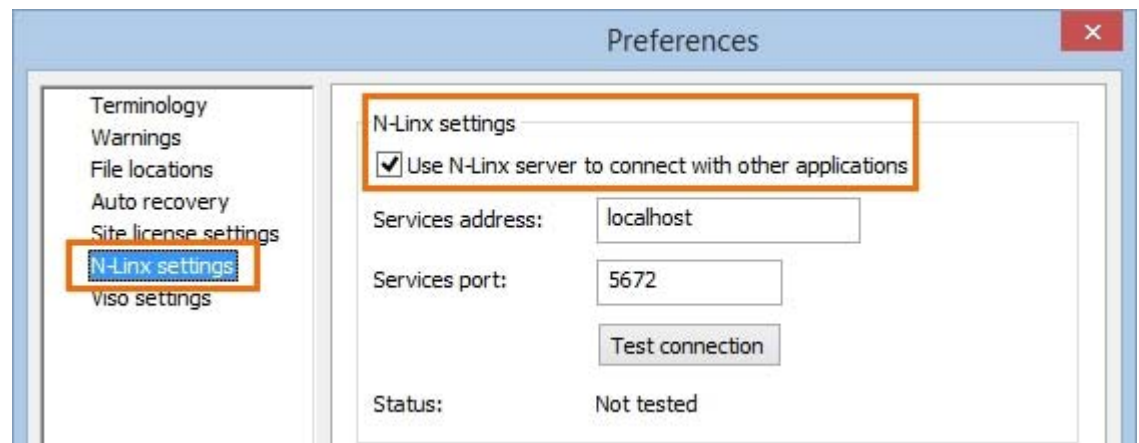 Preferences
Terminology
Warnings
File locations
Auto recovery
Site license settings
N-Linx settings
Viso settings
N-Linx settings
Use N-Linx server to connect with other applications
Services address: localhost
Services port: 5672
Test connection
Status: Not tested